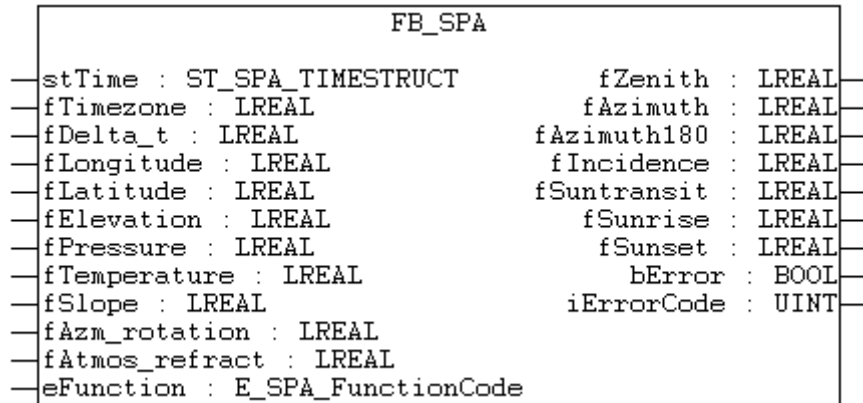 FB_SPA
stTime : ST_SPA_TIMESTRUCT fZenith : LREAL
fTimezone : LREAL fAzimuth : LREAL
fDelta_t : LREAL fAzimuth180 : LREAL
fLongitude : LREAL fIncidence : LREAL
fLatitude : LREAL fSuntransit : LREAL
fElevation : LREAL fSunrise : LREAL
fPressure : LREAL fSunset : LREAL
fTemperature : LREAL bError : BOOL
fSlope : LREAL iErrorCode : UINT
fAzm_rotation : LREAL
fAtmos_refract : LREAL
eFunction : E_SPA_FunctionCode